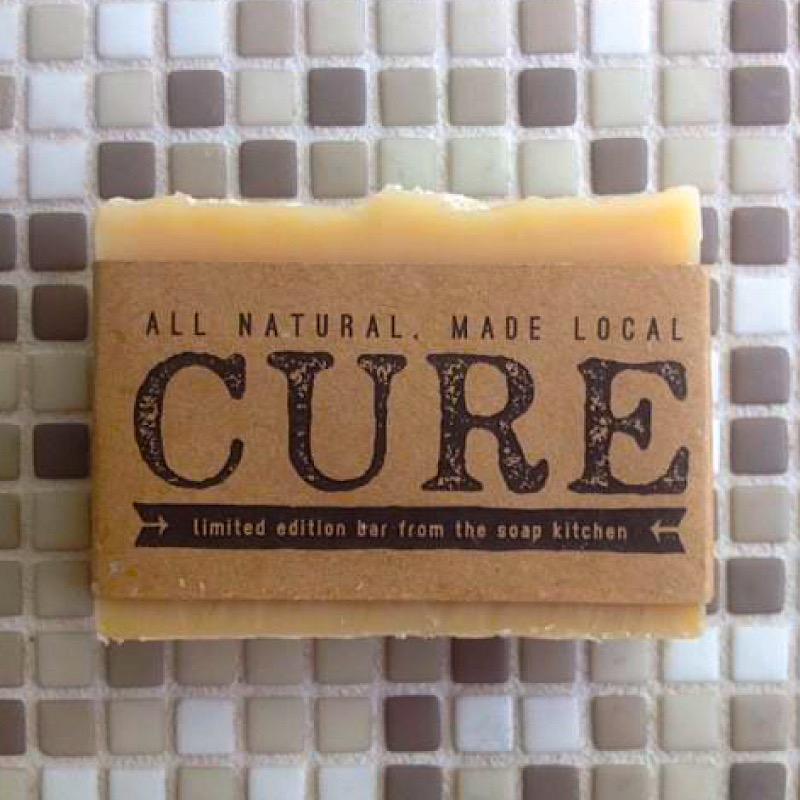 ALL NATURAL. MADE LOCAL
CURE
limited edition bar from the soap kitchen